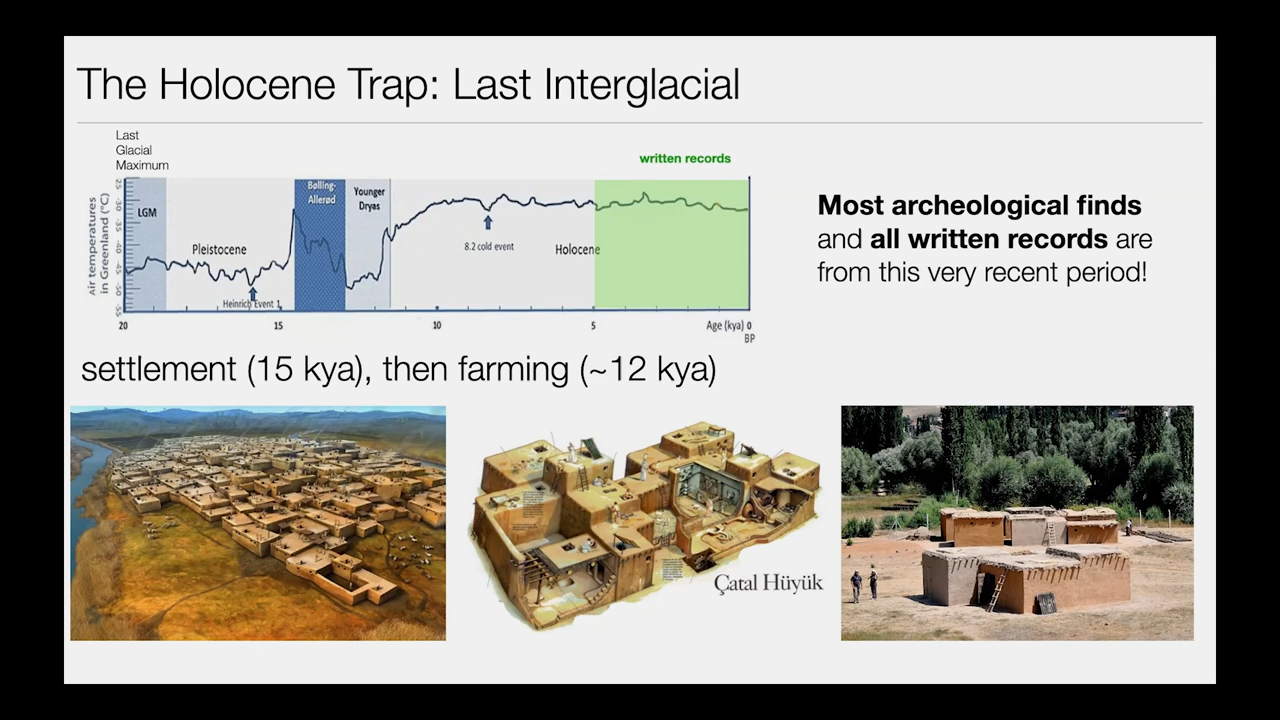 The Holocene Trap: Last Interglacial
Last
Glacial
Maximum
written records
Air temperatures
in Greenland (°C)
LGM
Pleistocene
Heinrich Event 1
Bølling-
Allerød
Younger
Dryas
8.2 cold event
Holocene
20
15
10
5
Age (kya) 0
BP
Most archeological finds
and all written records are
from this very recent period!
settlement (15 kya), then farming (~12 kya)
Çatal Hüyük